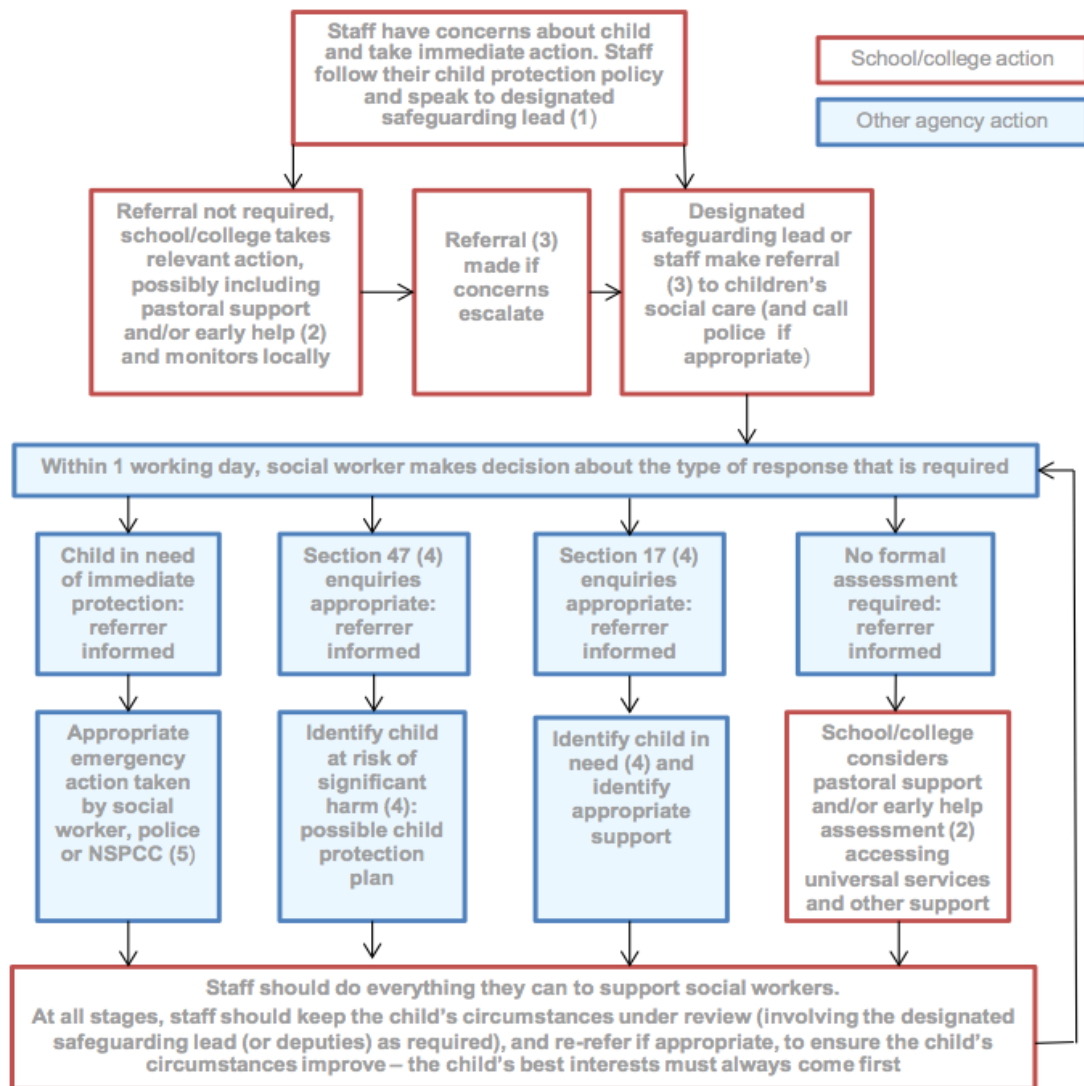 Staff have concerns about child
and take immediate action. Staff
follow their child protection policy
and speak to designated
safeguarding lead (1)
School/college action
Other agency action
Referral not required,
school/college takes
relevant action,
possibly including
pastoral support
and/or early help (2)
and monitors locally
Referral (3)
made if
concerns
escalate
Designated
safeguarding lead or
staff make referral
(3) to children's
social care (and call
police if
appropriate)
Within 1 working day, social worker makes decision about the type of response that is required
Child in need
of immediate
protection:
referrer
informed
Section 47 (4)
enquiries
appropriate:
referrer
informed
Section 17 (4)
enquiries
appropriate:
referrer
informed
No formal
assessment
required:
referrer
informed
Appropriate
emergency
action taken
by social
worker, police
or NSPCC (5)
Identify child
at risk of
significant
harm (4):
possible child
protection
plan
Identify child in
need (4) and
identify
appropriate
support
School/college
considers
pastoral support
and/or early help
assessment (2)
accessing
universal services
and other support
Staff should do everything they can to support social workers.
At all stages, staff should keep the child's circumstances under review (involving the designated
safeguarding lead (or deputies) as required), and re-refer if appropriate, to ensure the child's
circumstances improve – the child's best interests must always come first